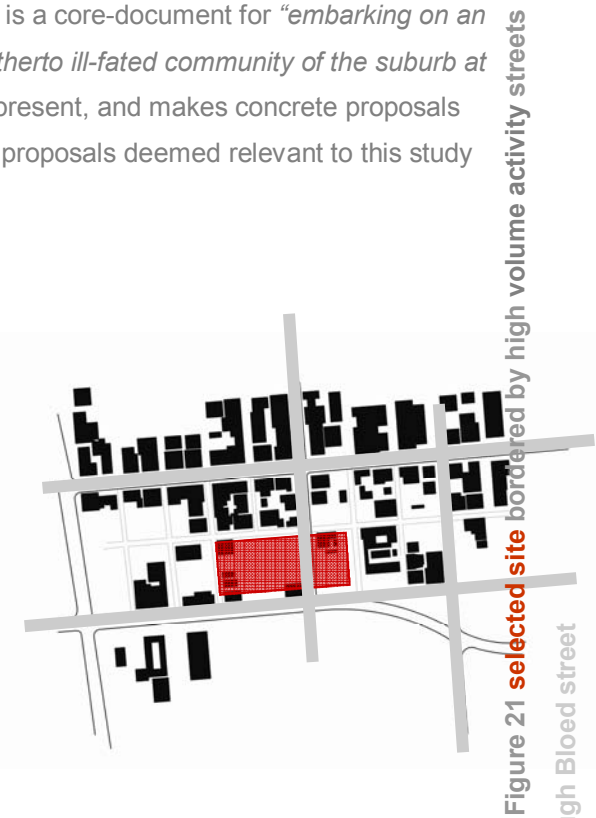 is a core-document for “embarking on an
ill-fated community of the suburb at
present, and makes concrete proposals
proposals deemed relevant to this study
Figure 21 selected site bordered by high volume activity streets
Bloed street